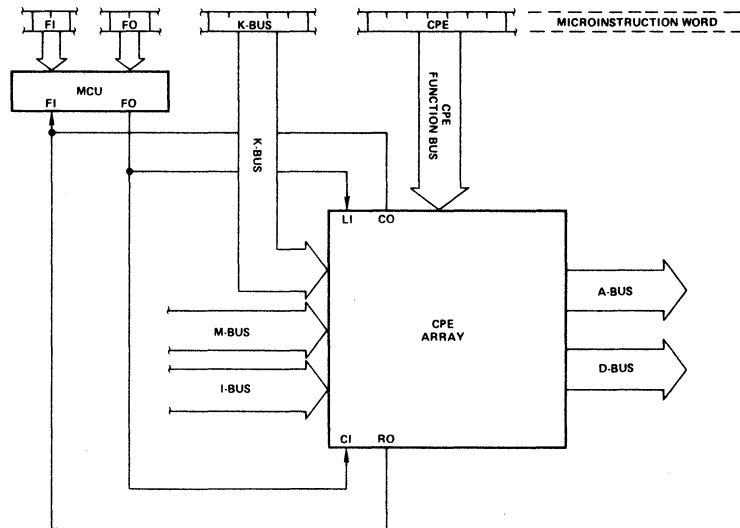 FI FO K-BUS CPE MICROINSTRUCTION WORD
MCU
FI FO
K-BUS
CPE
FUNCTION BUS
LI CO
M-BUS
I-BUS
CPE
ARRAY
A-BUS
D-BUS
CI RO